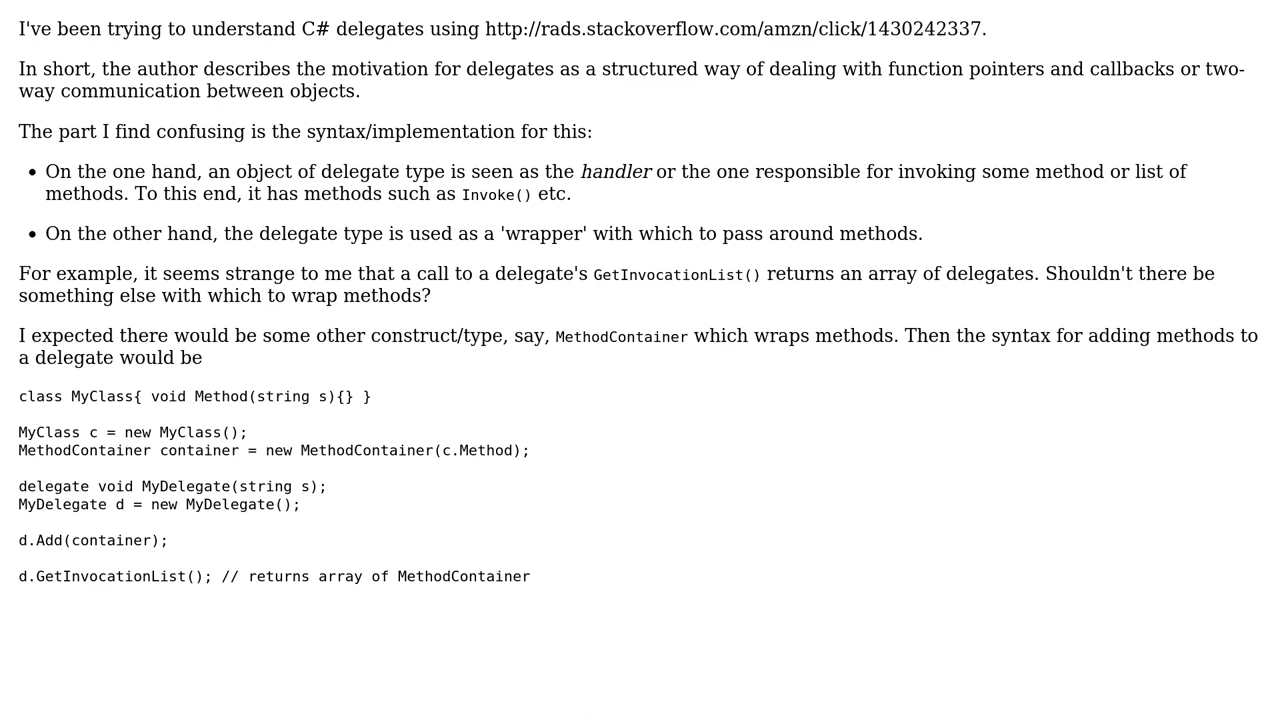 I've been trying to understand C# delegates using http://rads.stackoverflow.com/amzn/click/1430242337.
In short, the author describes the motivation for delegates as a structured way of dealing with function pointers and callbacks or two-
way communication between objects.
The part I find confusing is the syntax/implementation for this:
• On the one hand, an object of delegate type is seen as the handler or the one responsible for invoking some method or list of
methods. To this end, it has methods such as Invoke() etc.
• On the other hand, the delegate type is used as a 'wrapper' with which to pass around methods.
For example, it seems strange to me that a call to a delegate's GetInvocationList() returns an array of delegates. Shouldn't there be
something else with which to wrap methods?
I expected there would be some other construct/type, say, MethodContainer which wraps methods. Then the syntax for adding methods to
a delegate would be
class MyClass{ void Method(string s){} }
MyClass c = new MyClass();
MethodContainer container = new MethodContainer(c.Method);
delegate void MyDelegate(string s);
MyDelegate d = new MyDelegate();
d.Add(container);
d.GetInvocationList(); // returns array of MethodContainer